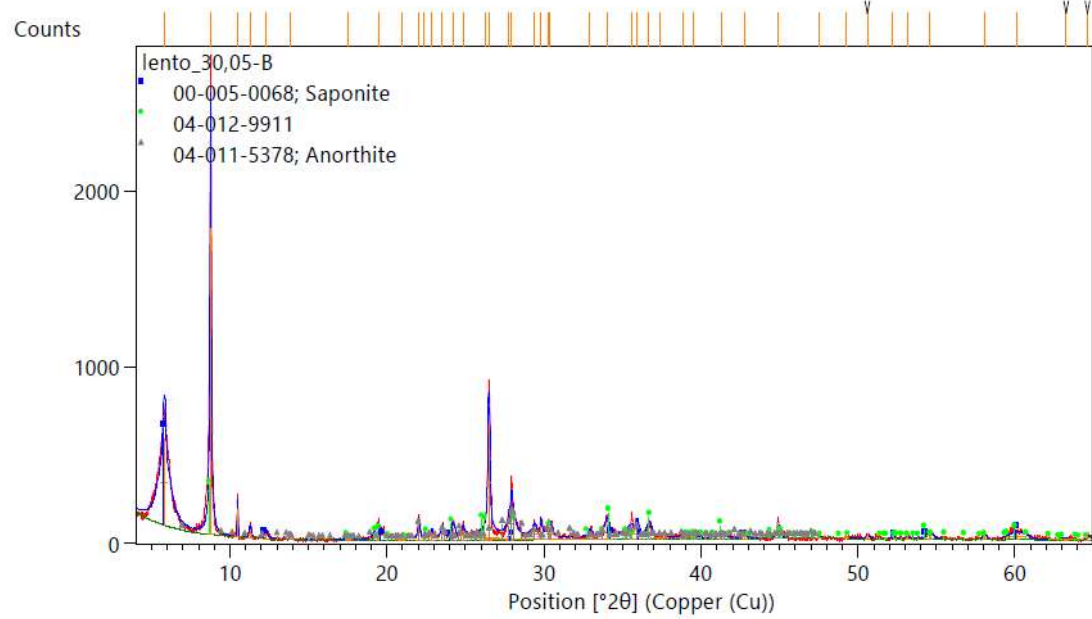 Counts
lento_30,05-B
00-005-0068; Saponite
04-012-9911
04-011-5378; Anorthite
2000
1000
0
10 20 30 40 50 60
Position [°2θ] (Copper (Cu))